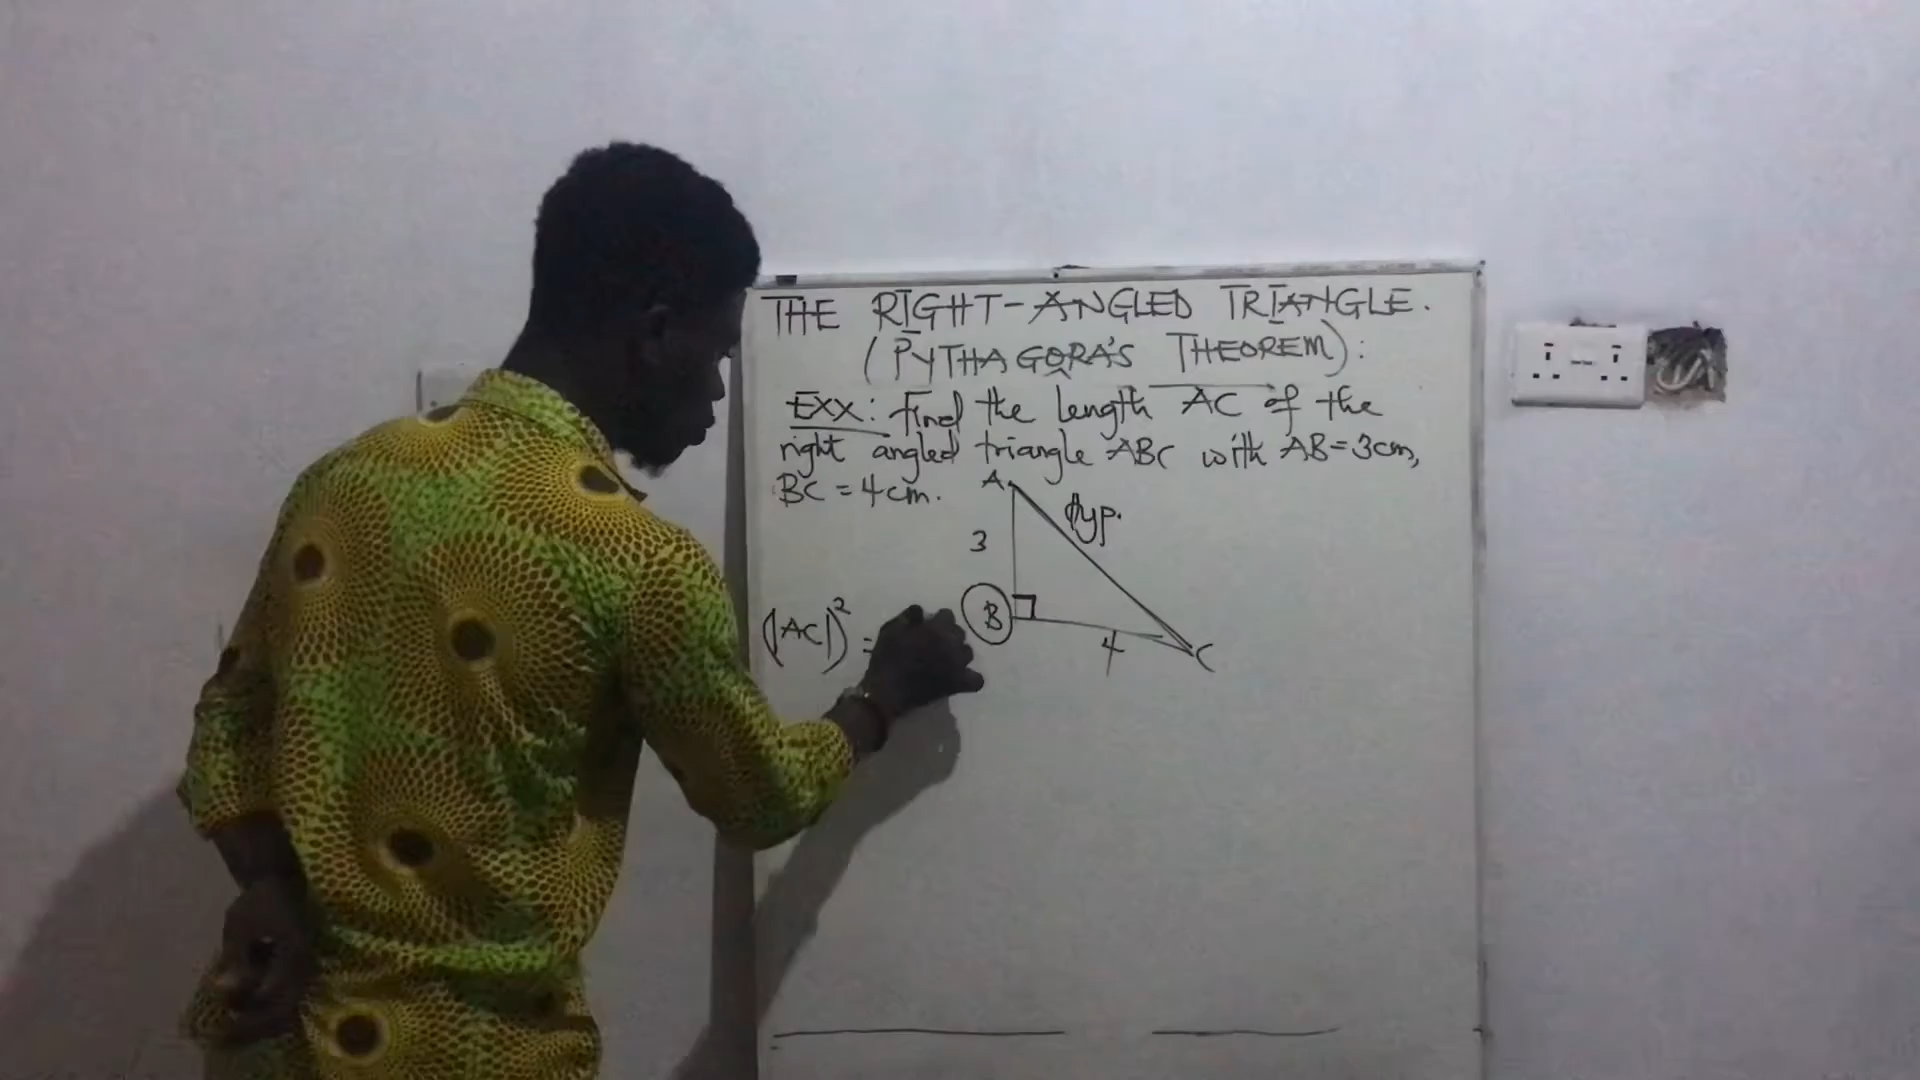 THE RIGHT-ANGLED TRIANGLE.
(PYTHAGORA'S THEOREM):
EXX: find the length AC of the
right angled triangle ABC with AB=3cm,
BC = 4cm.
A
Hyp.
3
B
4
C
(|AC|)² =